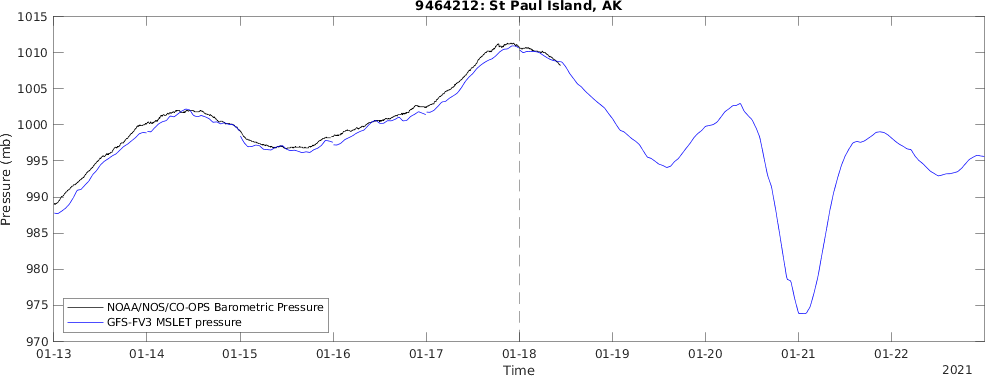 9464212: St Paul Island, AK
Pressure (mb)
1015
1010
1005
1000
995
990
985
980
975
970
NOAA/NOS/CO-OPS Barometric Pressure
GFS-FV3 MSLET pressure
01-13 01-14 01-15 01-16 01-17 01-18 01-19 01-20 01-21 01-22
Time
2021